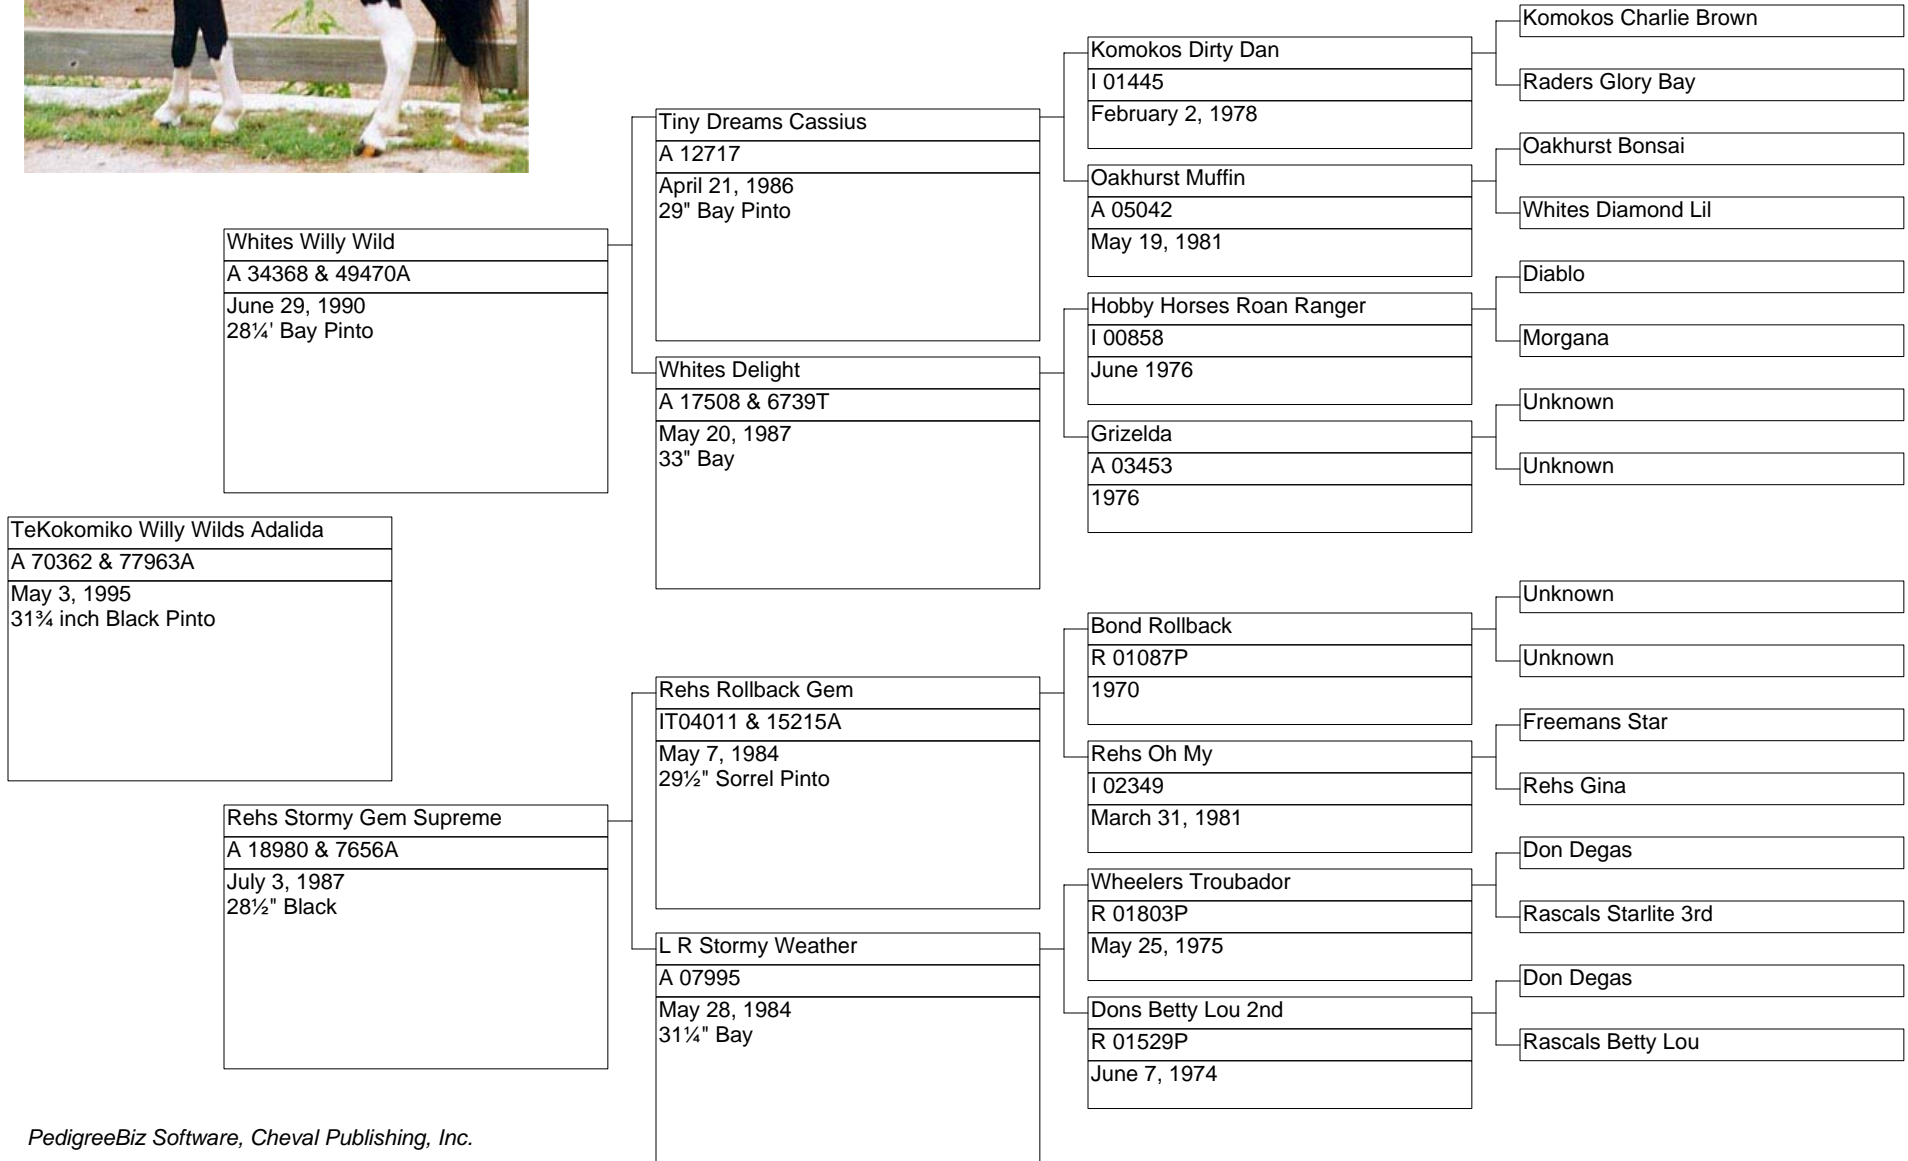 Komokos Charlie Brown
Komokos Dirty Dan
I 01445
February 2, 1978
Raders Glory Bay
Tiny Dreams Cassius
A 12717
April 21, 1986
29" Bay Pinto
Oakhurst Bonsai
Oakhurst Muffin
A 05042
May 19, 1981
Whites Diamond Lil
Whites Willy Wild
A 34368 & 49470A
June 29, 1990
28¼' Bay Pinto
Diablo
Hobby Horses Roan Ranger
I 00858
June 1976
Morgana
Whites Delight
A 17508 & 6739T
May 20, 1987
33" Bay
Unknown
Grizelda
A 03453
1976
Unknown
TeKokomiko Willy Wilds Adalida
A 70362 & 77963A
May 3, 1995
31¾ inch Black Pinto
Unknown
Bond Rollback
R 01087P
1970
Unknown
Rehs Rollback Gem
IT04011 & 15215A
May 7, 1984
29½" Sorrel Pinto
Freemans Star
Rehs Oh My
I 02349
March 31, 1981
Rehs Gina
Rehs Stormy Gem Supreme
A 18980 & 7656A
July 3, 1987
28½" Black
Don Degas
Wheelers Troubador
R 01803P
May 25, 1975
Rascals Starlite 3rd
L R Stormy Weather
A 07995
May 28, 1984
31¼" Bay
Don Degas
Dons Betty Lou 2nd
R 01529P
June 7, 1974
Rascals Betty Lou
PedigreeBiz Software, Cheval Publishing, Inc.